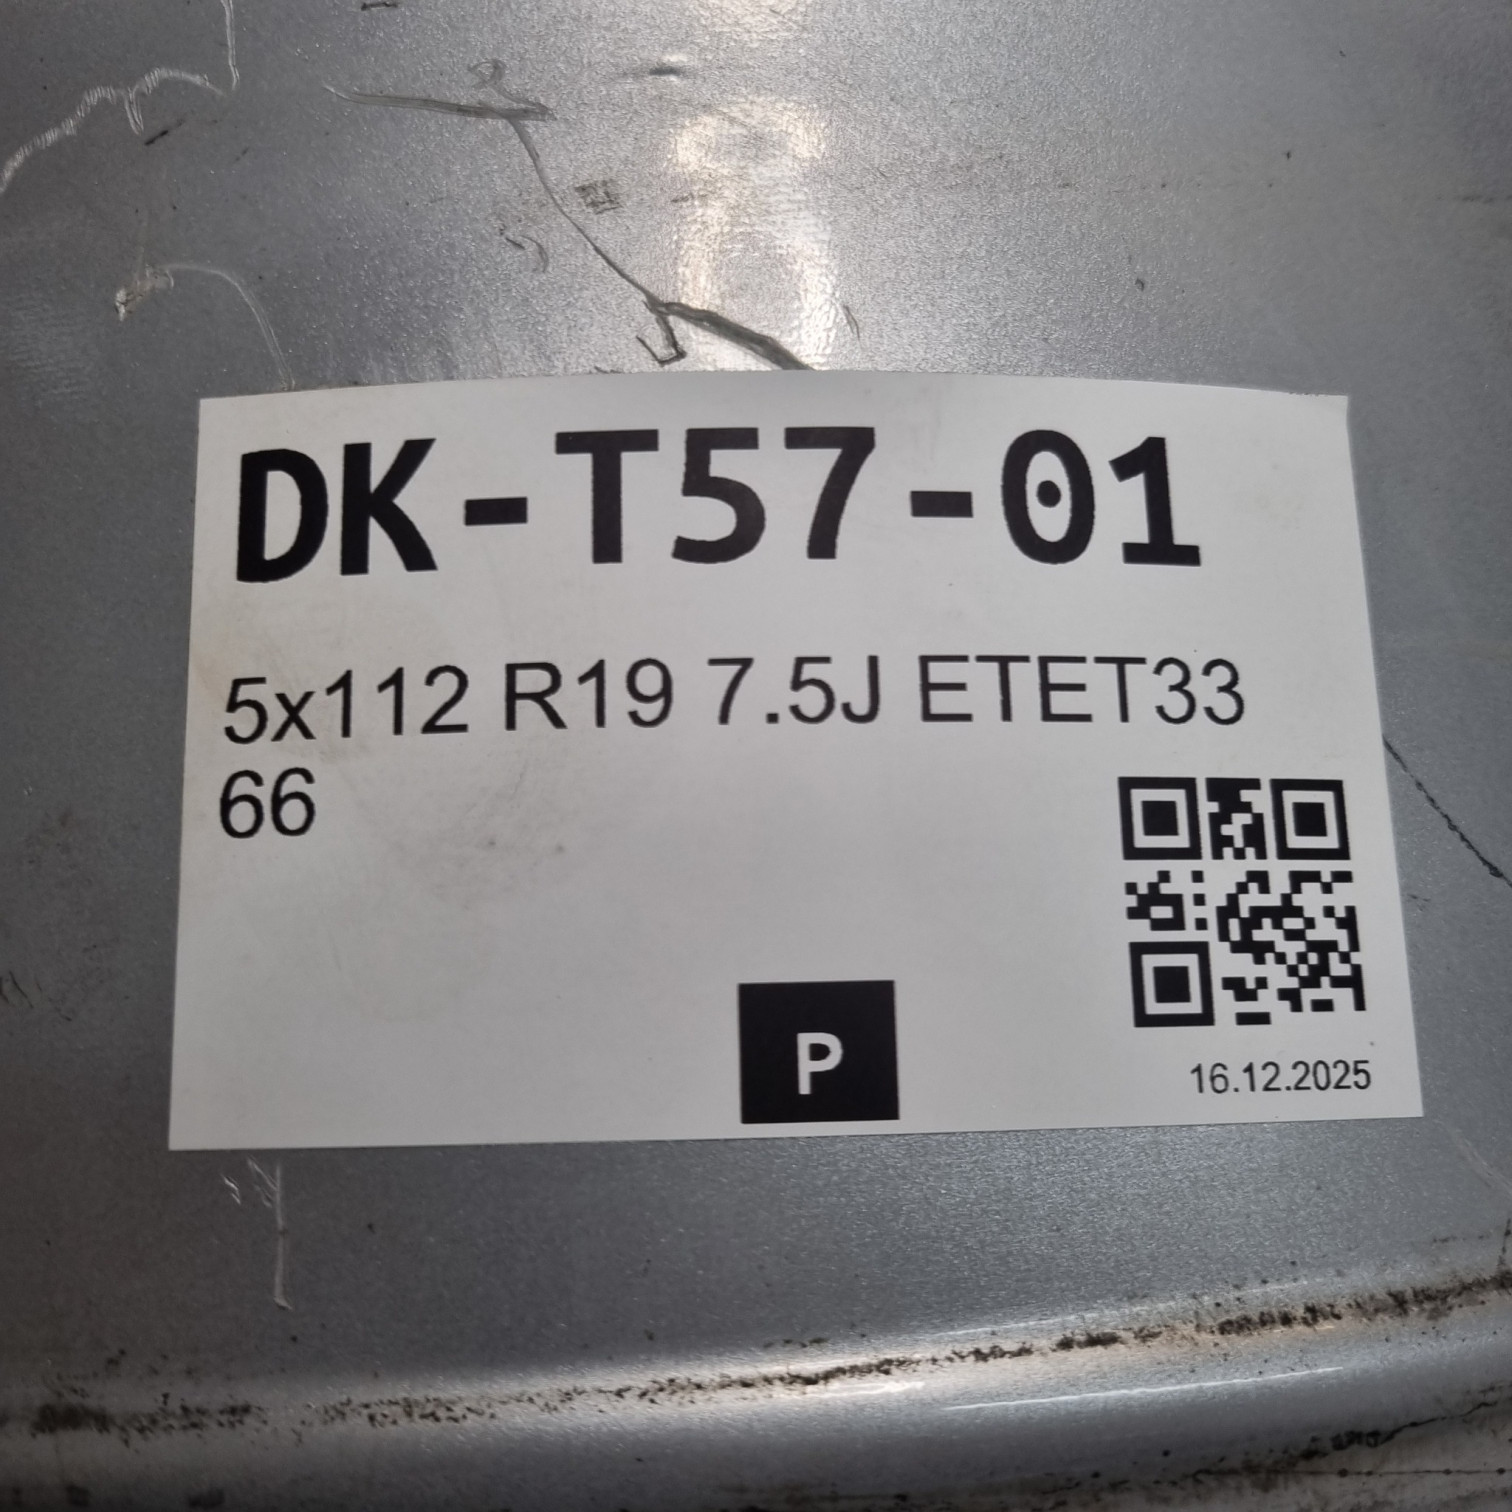 DK-T57-01
5x112 R19 7.5J ETET33
66
P
16.12.2025